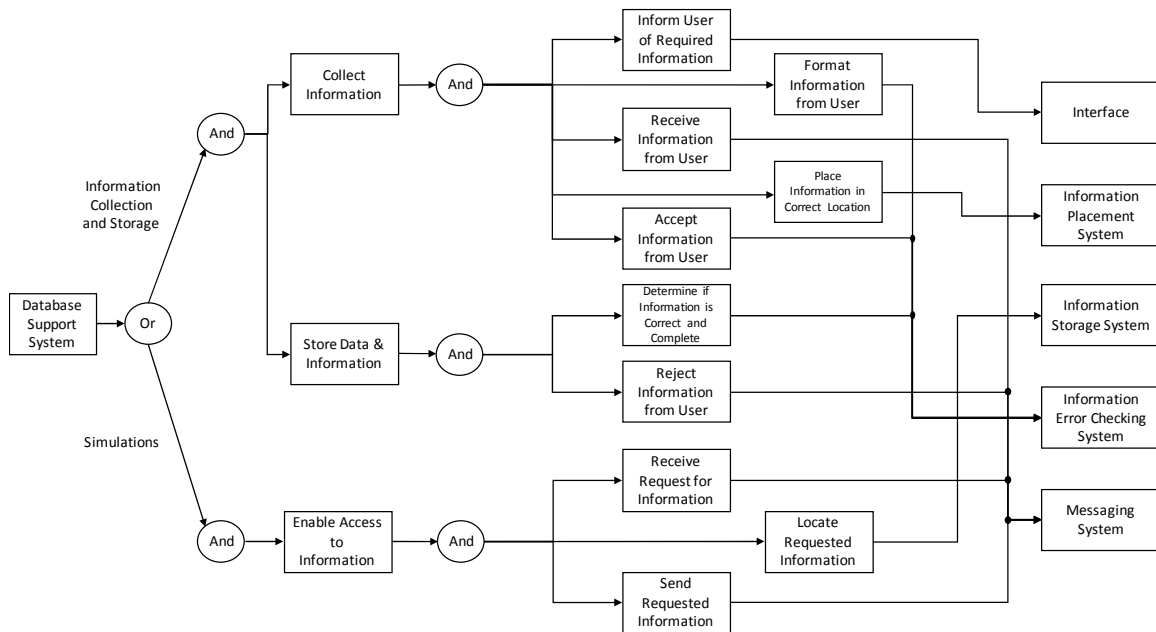 Database
Support
System
Or
Information
Collection
and Storage
Simulations
And
And
Collect
Information
Store Data &
Information
Enable Access
to
Information
And
And
And
Inform User
of Required
Information
Format
Information
from User
Receive
Information
from User
Place
Information in
Correct Location
Accept
Information
from User
Determine if
Information is
Correct and
Complete
Reject
Information
from User
Receive
Request for
Information
Locate
Requested
Information
Send
Requested
Information
Interface
Information
Placement
System
Information
Storage System
Information
Error Checking
System
Messaging
System